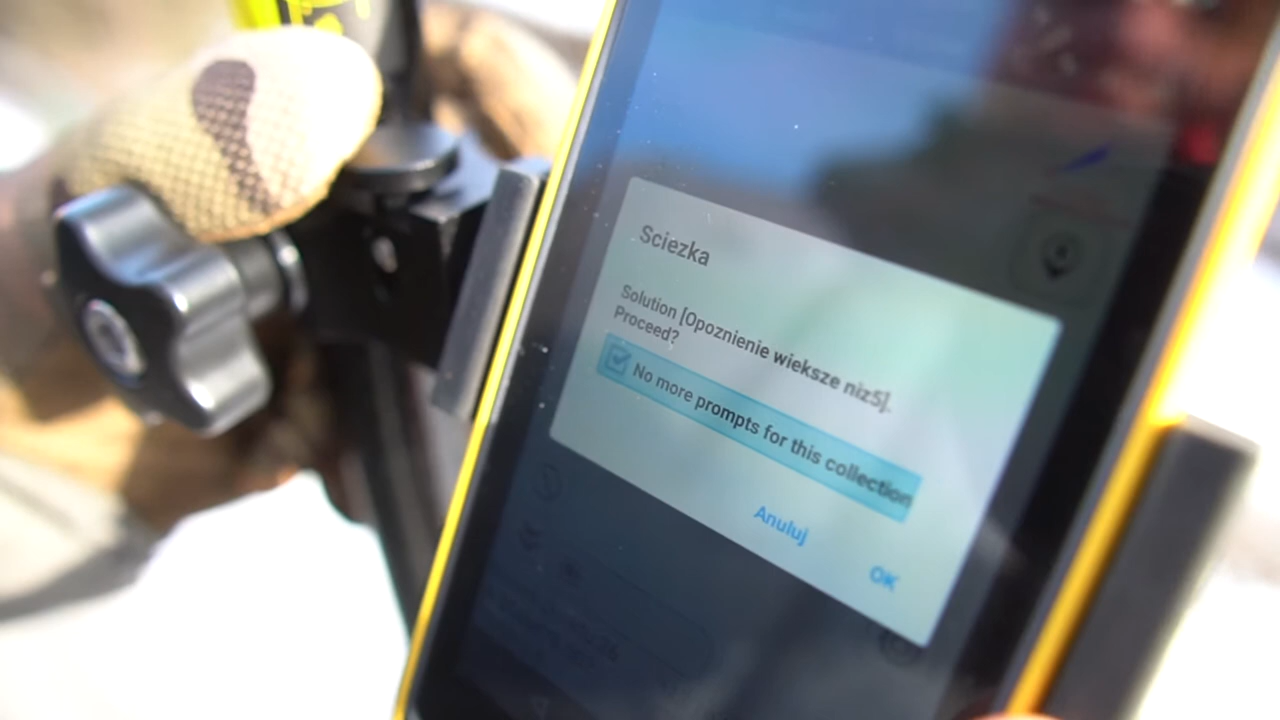 Sciezka
Solution [Opoznienie wieksze niz5].
Proceed?
No more prompts for this collection
Anuluj
OK